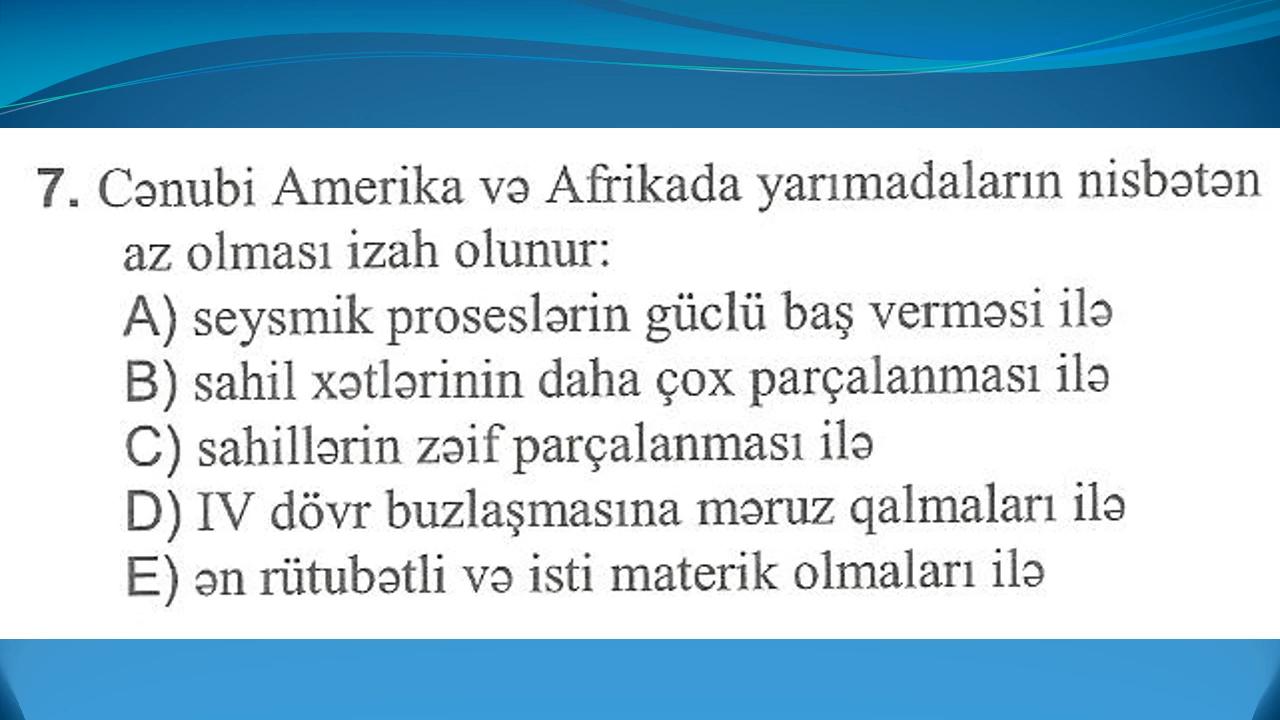 7. Cənubi Amerika və Afrikada yarımadaların nisbətən
az olması izah olunur:
A) seysmik proseslərin güclü baş verməsi ilə
B) sahil xətlərinin daha çox parçalanması ilə
C) sahillərin zəif parçalanması ilə
D) IV dövr buzlaşmasına məruz qalmaları ilə
E) ən rütubətli və isti materik olmaları ilə